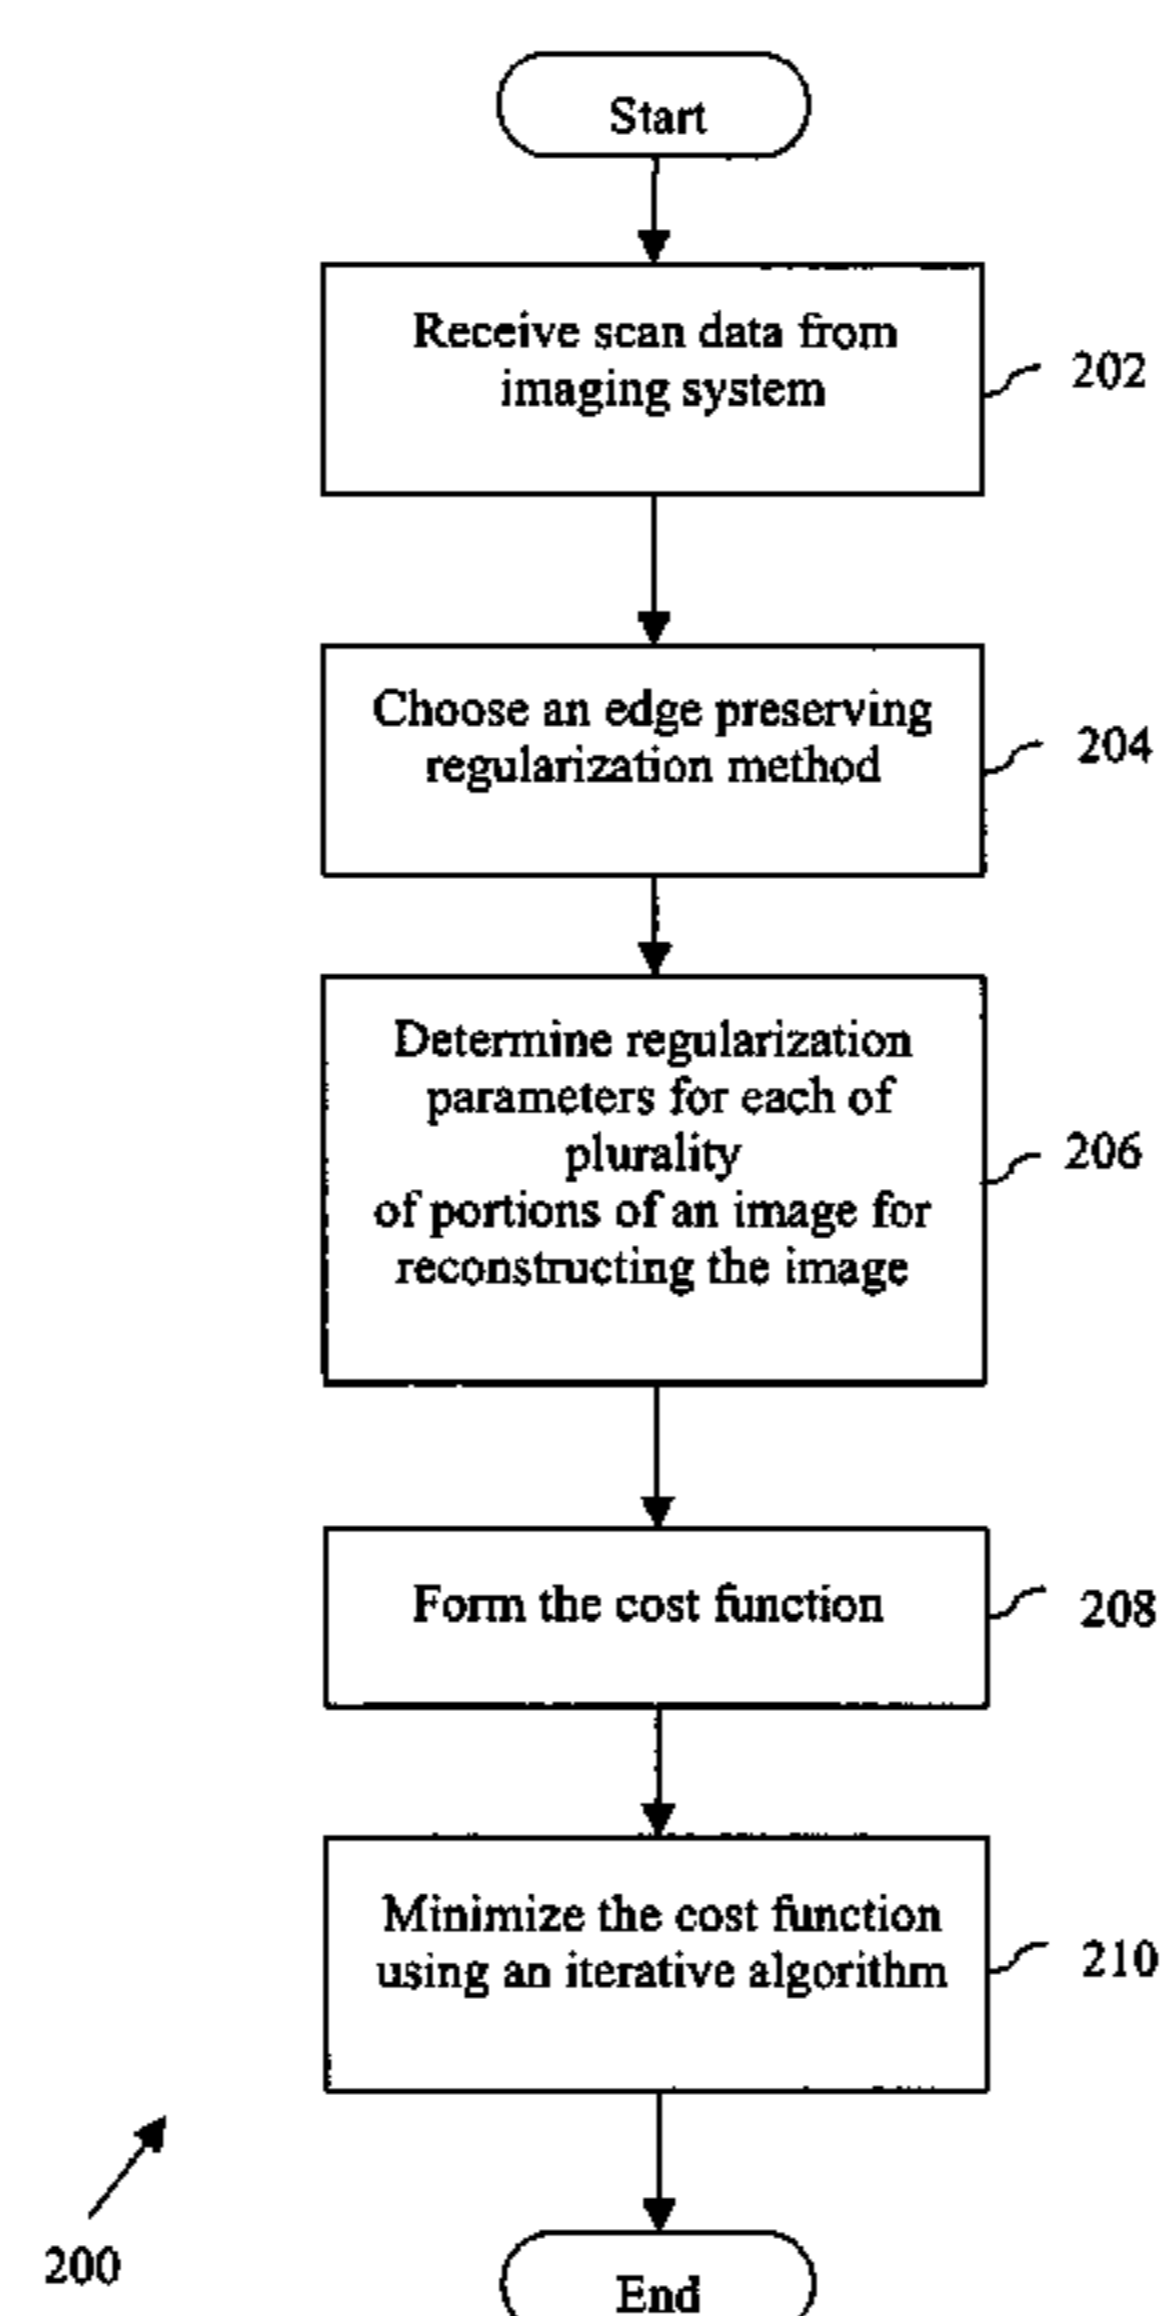 Start
Receive scan data from
imaging system
202
Choose an edge preserving
regularization method
204
Determine regularization
parameters for each of
plurality
of portions of an image for
reconstructing the image
206
Form the cost function
208
Minimize the cost function
using an iterative algorithm
210
200
End